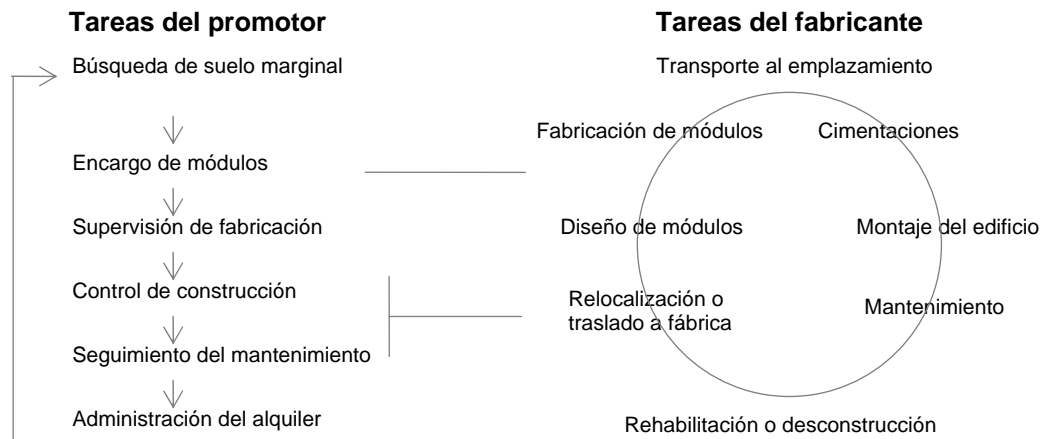 Tareas del promotor
Búsqueda de suelo marginal
Encargo de módulos
Supervisión de fabricación
Control de construcción
Seguimiento del mantenimiento
Administración del alquiler
Tareas del fabricante
Transporte al emplazamiento
Fabricación de módulos
Cimentaciones
Diseño de módulos
Montaje del edificio
Relocalización o
traslado a fábrica
Mantenimiento
Rehabilitación o desconstrucción